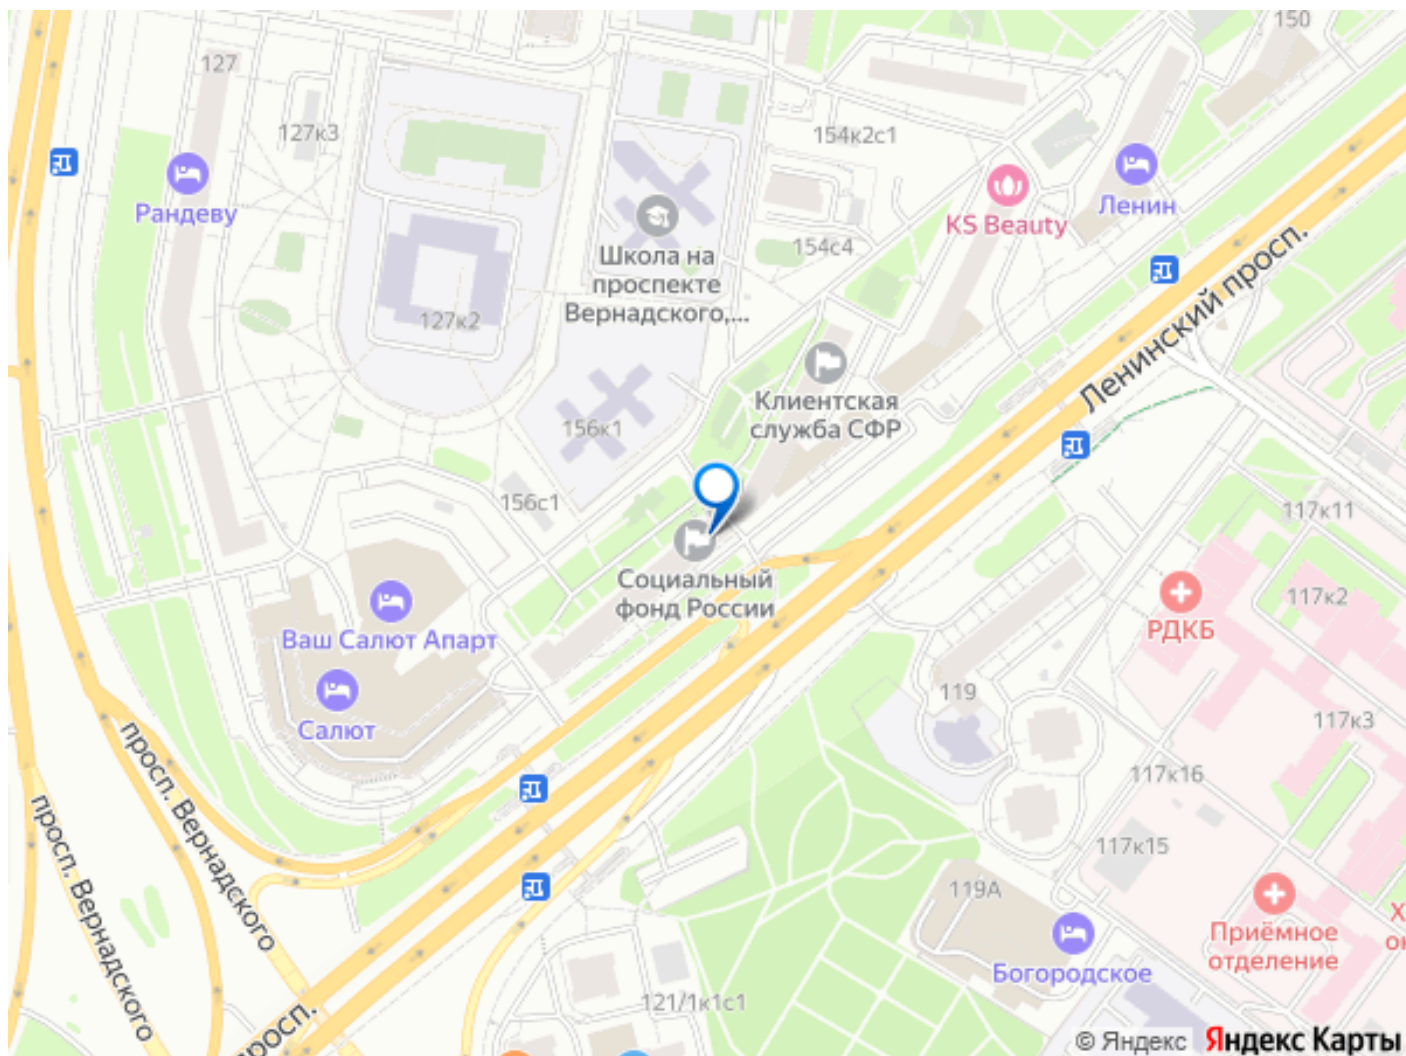 150
127
127к3
154к2с1
Рандеву
Ленин
KS Beauty
Школа на
проспекте
Вернадского,...
154с4
127к2
Ленинский просп.
Клиентская
служба СФР
156к1
156с1
117к11
Социальный
фонд России
117к2
РДКБ
Ваш Салют Апарт
Салют
119
117к3
просп. Вернадского
117к16
просп. Вернадского
117к15
119А
Приёмное
отделение
Богородское
121/1к1с1
просп.
© Яндекс Яндекс Карты